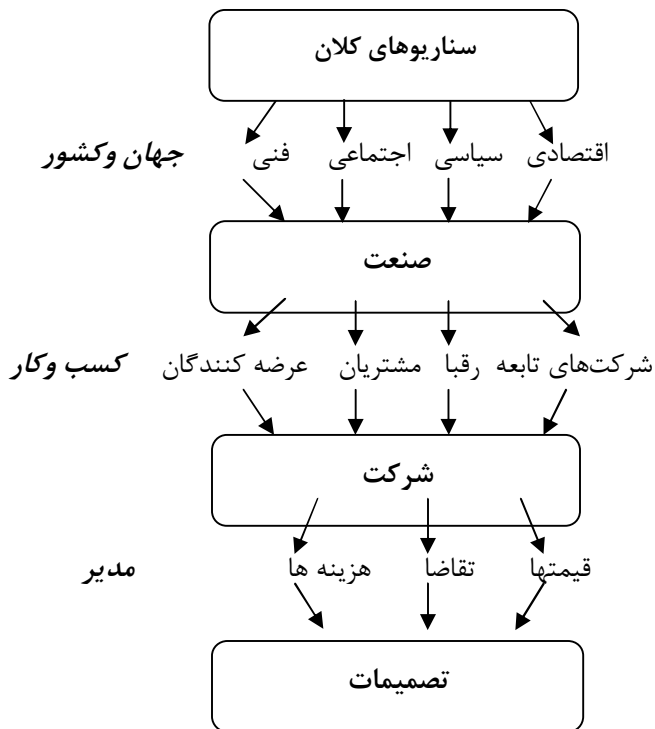 سناریوهای کلان
اقتصادی سیاسی اجتماعی فنی جهان وکشور
صنعت
شرکت‌های تابعه رقبا مشتریان عرضه کنندگان کسب وکار
شرکت
قیمتها تقاضا هزینه ها مدیر
تصمیمات